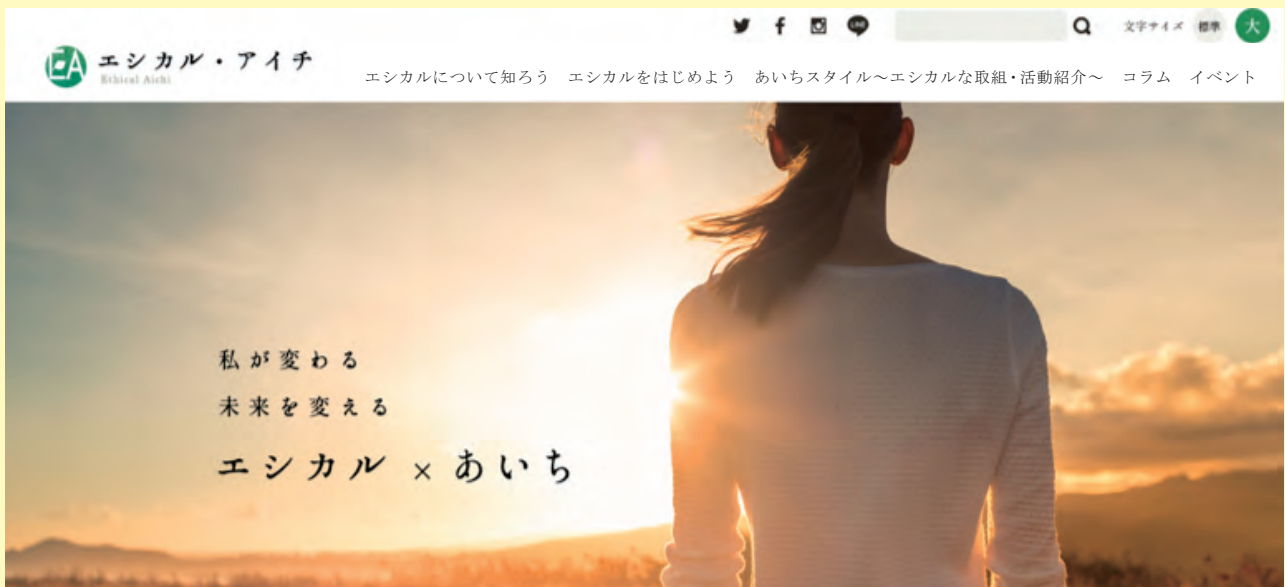 LINE
文字サイズ 標準 大
EA エシカル・アイチ
Ethical Aichi
エシカルについて知ろう エシカルをはじめよう あいちスタイル〜エシカルな取組・活動紹介〜 コラム イベント
私が変わる
未来を変える
エシカル × あいち